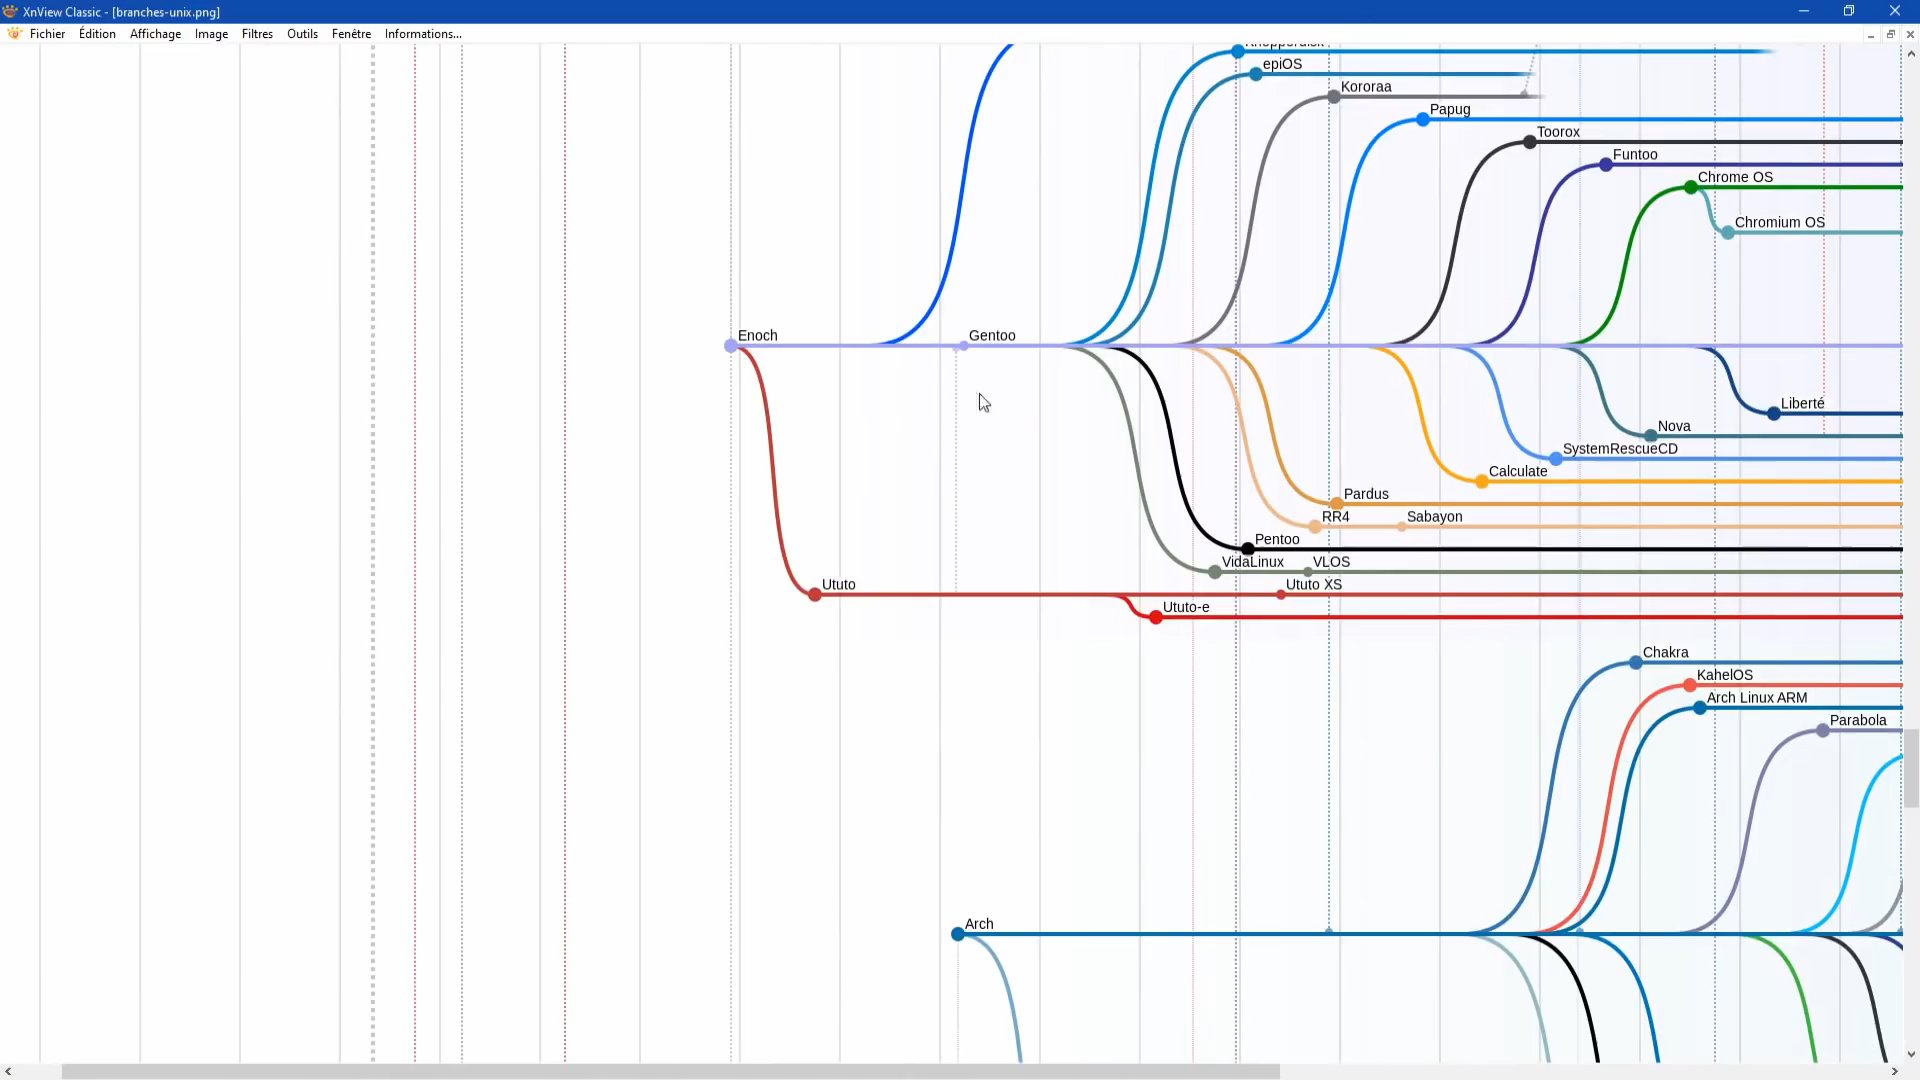 XnView Classic - [branches-unix.png]
Fichier Édition Affichage Image Filtres Outils Fenêtre Informations...
epiOS
Kororaa
Papug
Toorox
Funtoo
Chrome OS
Chromium OS
Enoch
Gentoo
Liberté
Nova
SystemRescueCD
Calculate
Pardus
RR4
Sabayon
Pentoo
VidaLinux
VLOS
Ututo
Ututo XS
Ututo-e
Chakra
KahelOS
Arch Linux ARM
Parabola
Arch